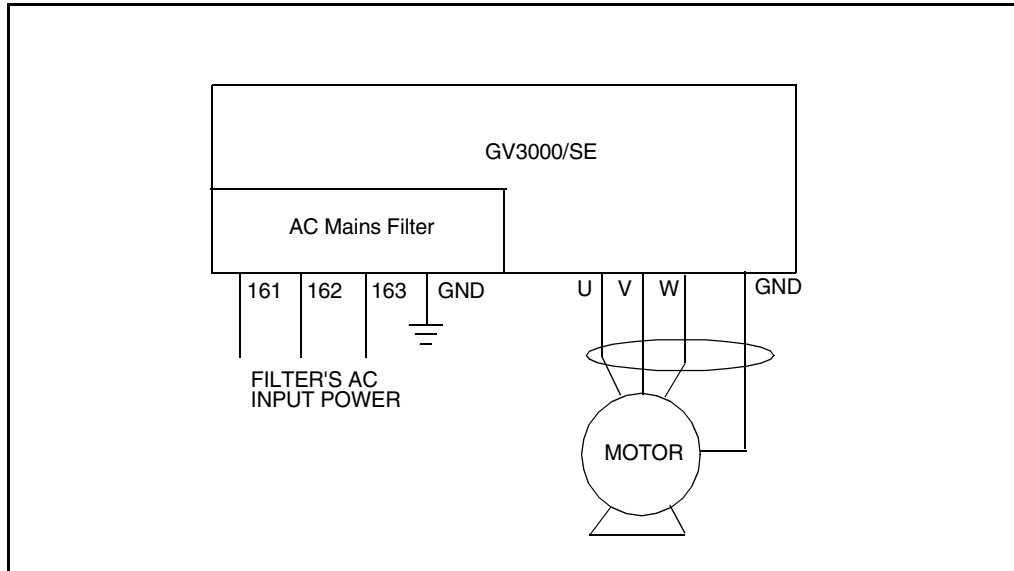 GV3000/SE
AC Mains Filter
161 162 163 GND
U V W GND
FILTER'S AC
INPUT POWER
MOTOR